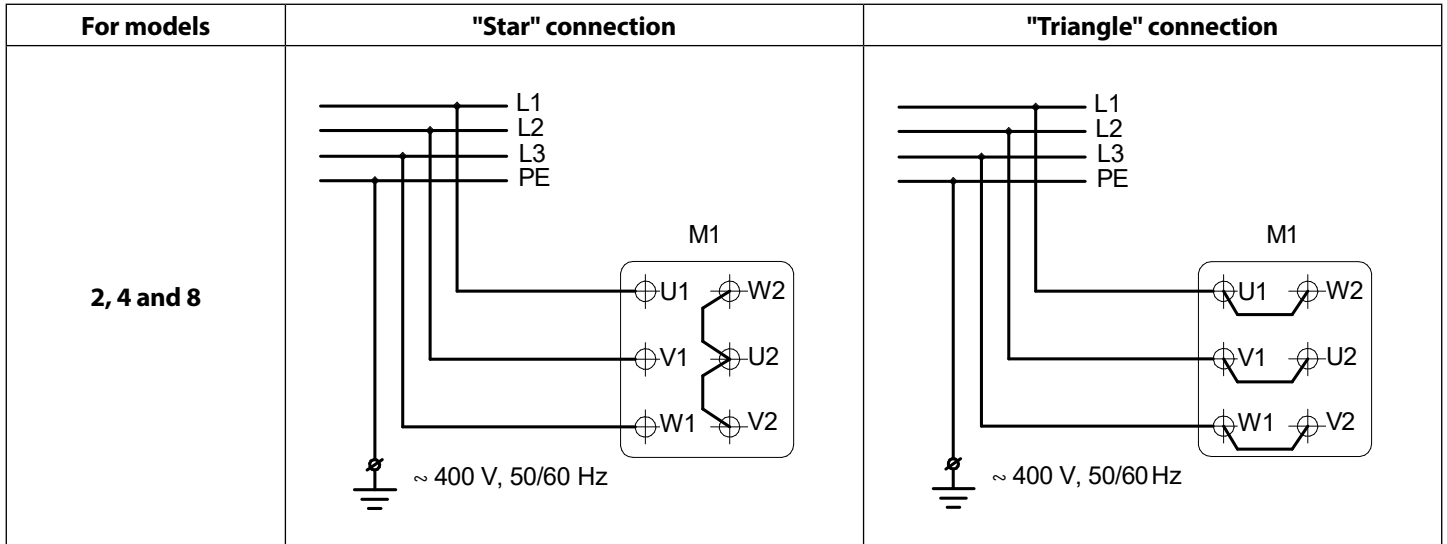 For models "Star" connection "Triangle" connection
2, 4 and 8
L1
L2
L3
PE
M1
U1 W2
V1 U2
W1 V2
~ 400 V, 50/60 Hz
L1
L2
L3
PE
M1
U1 W2
V1 U2
W1 V2
~ 400 V, 50/60 Hz